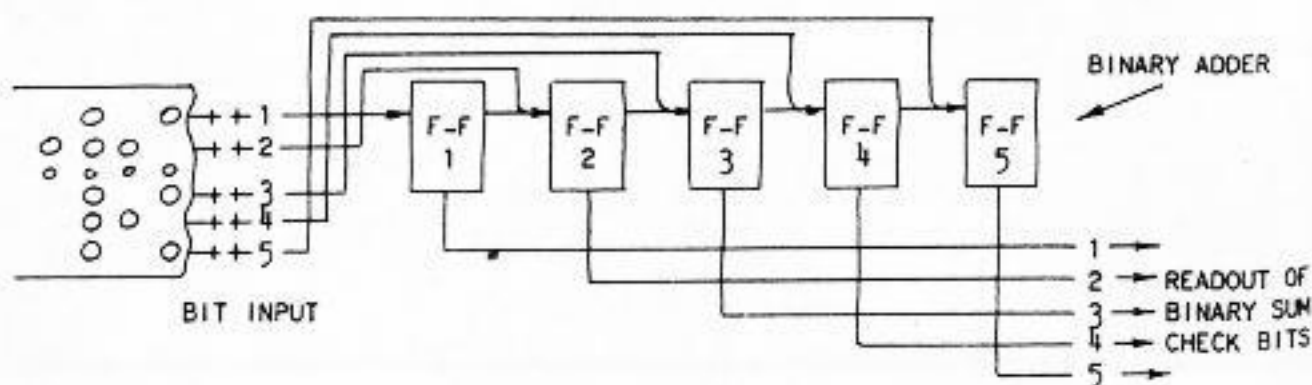 BINARY ADDER
1
2
3
4
5
F-F
1
F-F
2
F-F
3
F-F
4
F-F
5
BIT INPUT
1
2 READOUT OF
3 BINARY SUM
4 CHECK BITS
5